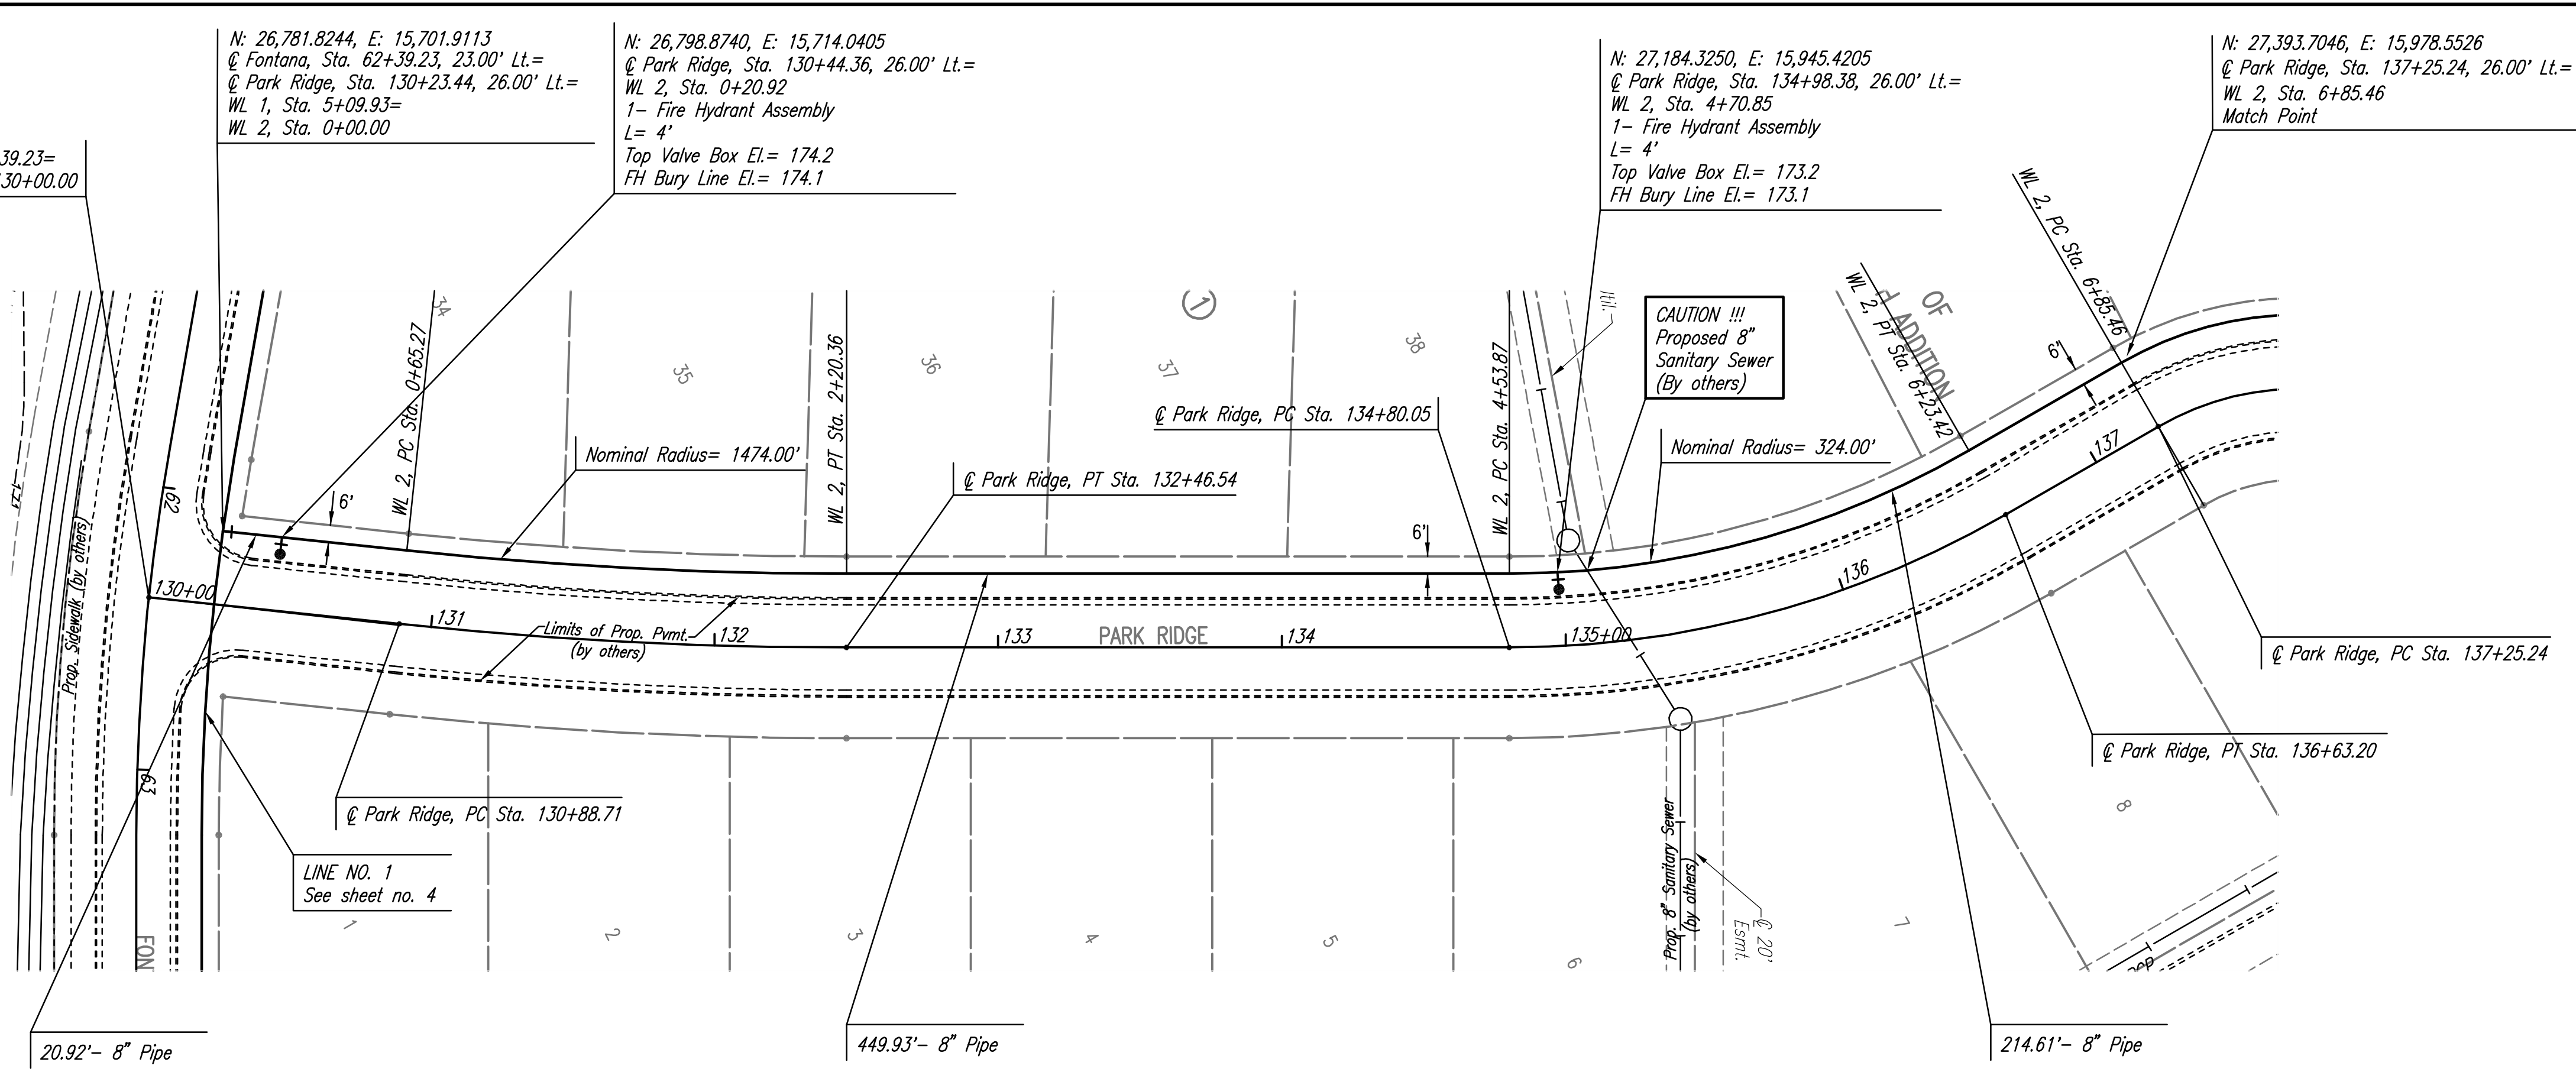 N: 26,781.8244, E: 15,701.9113
℄ Fontana, Sta. 62+39.23, 23.00' Lt.=
℄ Park Ridge, Sta. 130+23.44, 26.00' Lt.=
WL 1, Sta. 5+09.93=
WL 2, Sta. 0+00.00
N: 26,798.8740, E: 15,714.0405
℄ Park Ridge, Sta. 130+44.36, 26.00' Lt.=
WL 2, Sta. 0+20.92
1- Fire Hydrant Assembly
L= 4'
Top Valve Box El.= 174.2
FH Bury Line El.= 174.1
N: 27,184.3250, E: 15,945.4205
℄ Park Ridge, Sta. 134+98.38, 26.00' Lt.=
WL 2, Sta. 4+70.85
1- Fire Hydrant Assembly
L= 4'
Top Valve Box El.= 173.2
FH Bury Line El.= 173.1
N: 27,393.7046, E: 15,978.5526
℄ Park Ridge, Sta. 137+25.24, 26.00' Lt.=
WL 2, Sta. 6+85.46
Match Point
39.23=
130+00.00
WL 2, PC Sta. 0+65.27
WL 2, PT Sta. 2+20.36
WL 2, PC Sta. 4+53.87
WL 2, PT Sta. 6+23.42
WL 2, PC Sta. 6+85.46
34
35
36
37
38
1
OF
ADDITION
CAUTION !!!
Proposed 8"
Sanitary Sewer
(By others)
℄ Park Ridge, PC Sta. 134+80.05
Nominal Radius= 1474.00'
Nominal Radius= 324.00'
℄ Park Ridge, PT Sta. 132+46.54
6'
6'
6'
62
63
130+00
131
132
133
134
135+00
136
137
PARK RIDGE
Limits of Prop. Pvmt.
(by others)
Prop. Sidewalk (by others)
℄ Park Ridge, PC Sta. 137+25.24
℄ Park Ridge, PT Sta. 136+63.20
℄ Park Ridge, PC Sta. 130+88.71
LINE NO. 1
See sheet no. 4
FON
1
2
3
4
5
6
7
8
Prop. 8" Sanitary Sewer
(by others)
℄ 20'
Esmt.
20.92'- 8" Pipe
449.93'- 8" Pipe
214.61'- 8" Pipe